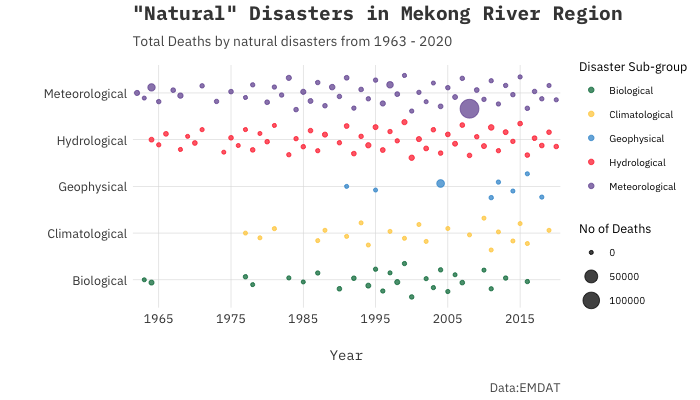 "Natural" Disasters in Mekong River Region
Total Deaths by natural disasters from 1963 - 2020
Meteorological
Hydrological
Geophysical
Climatological
Biological
1965 1975 1985 1995 2005 2015
Year
Disaster Sub-group
Biological
Climatological
Geophysical
Hydrological
Meteorological
No of Deaths
0
50000
100000
Data:EMDAT